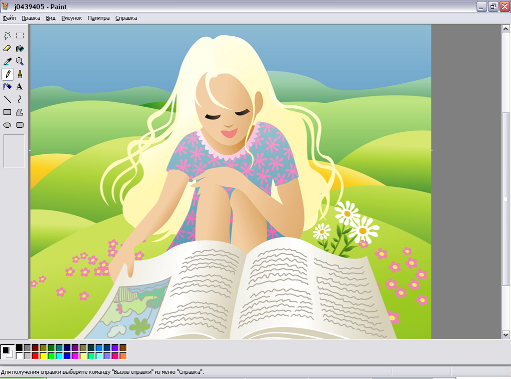 j0439405 - Paint
Файл Правка Вид Рисунок Палитра Справка
A
Для получения справки выберите команду "Вызов справки" из меню "Справка".